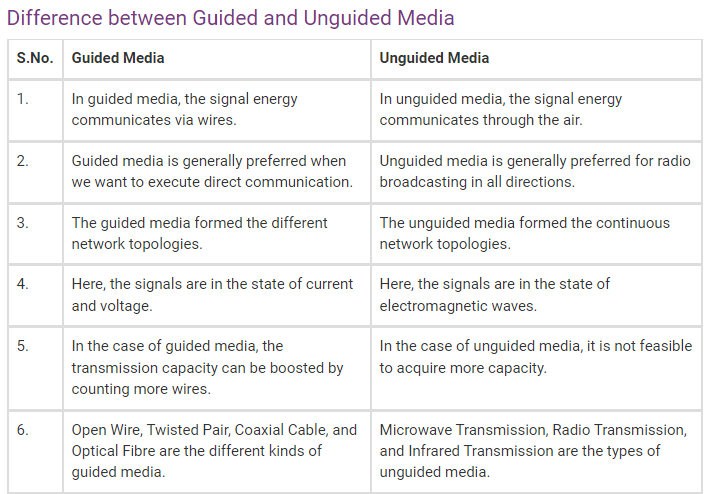 Difference between Guided and Unguided Media
S.No. Guided Media Unguided Media
1. In guided media, the signal energy In unguided media, the signal energy
communicates via wires. communicates through the air.
2. Guided media is generally preferred when Unguided media is generally preferred for radio
we want to execute direct communication. broadcasting in all directions.
3. The guided media formed the different The unguided media formed the continuous
network topologies. network topologies.
4. Here, the signals are in the state of current Here, the signals are in the state of
and voltage. electromagnetic waves.
5. In the case of guided media, the In the case of unguided media, it is not feasible
transmission capacity can be boosted by to acquire more capacity.
counting more wires.
6. Open Wire, Twisted Pair, Coaxial Cable, and Microwave Transmission, Radio Transmission,
Optical Fibre are the different kinds of and Infrared Transmission are the types of
guided media. unguided media.